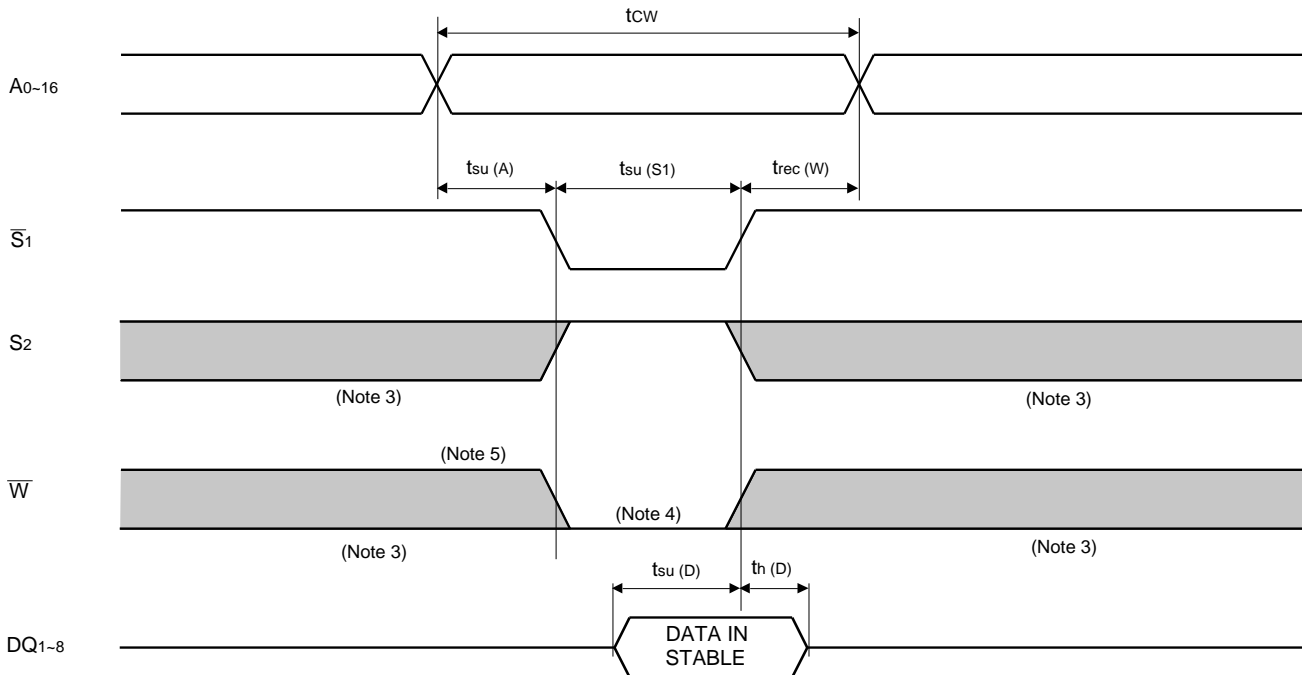 tCW
A0~16
tsu (A) tsu (S1) trec (W)
S̅1
S2
(Note 3) (Note 3)
(Note 5)
W̅
(Note 4)
(Note 3) (Note 3)
tsu (D) th (D)
DQ1~8
DATA IN
STABLE